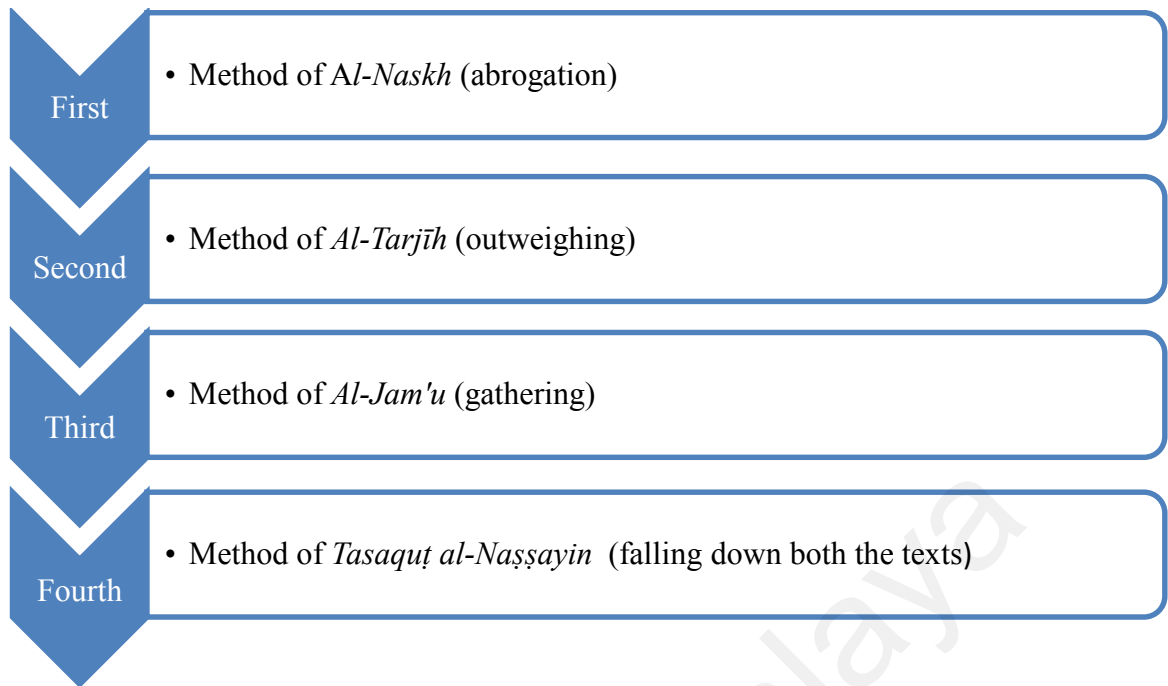 First
• Method of Al-Naskh (abrogation)
Second
• Method of Al-Tarjīh (outweighing)
Third
• Method of Al-Jam'u (gathering)
Fourth
• Method of Tasaquṭ al-Naṣṣayin (falling down both the texts)
laya